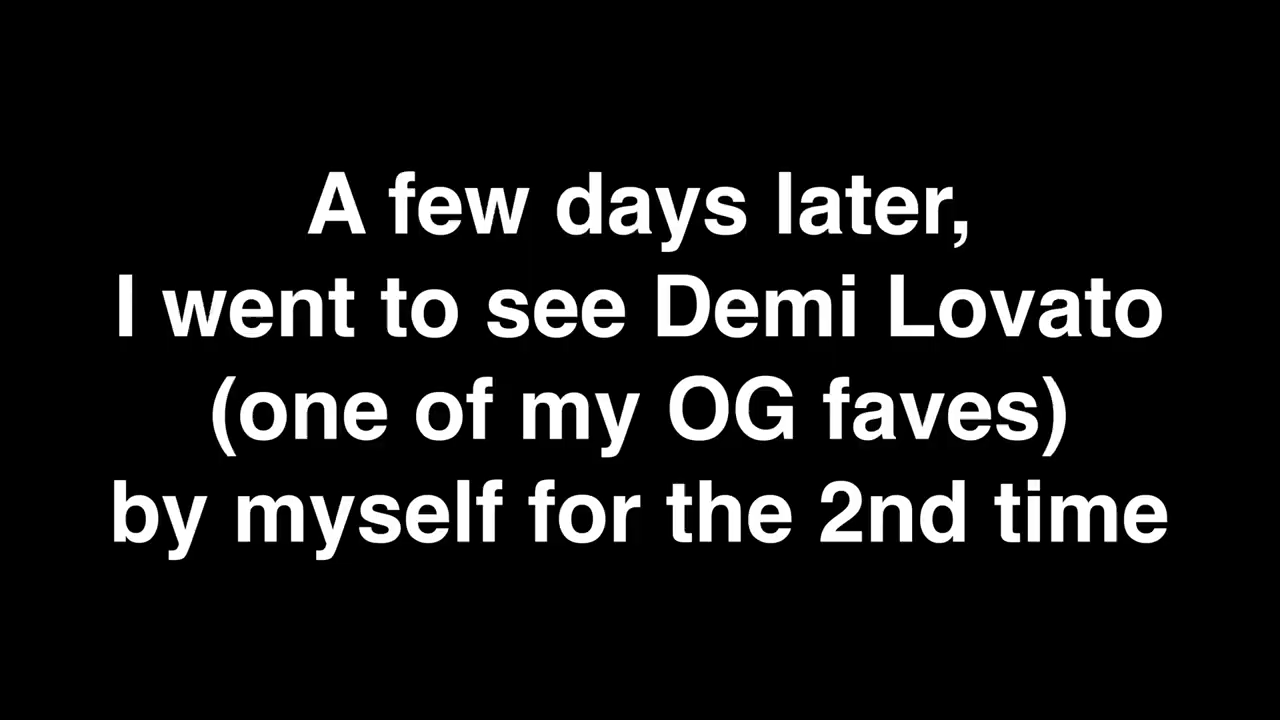 A few days later,
I went to see Demi Lovato
(one of my OG faves)
by myself for the 2nd time